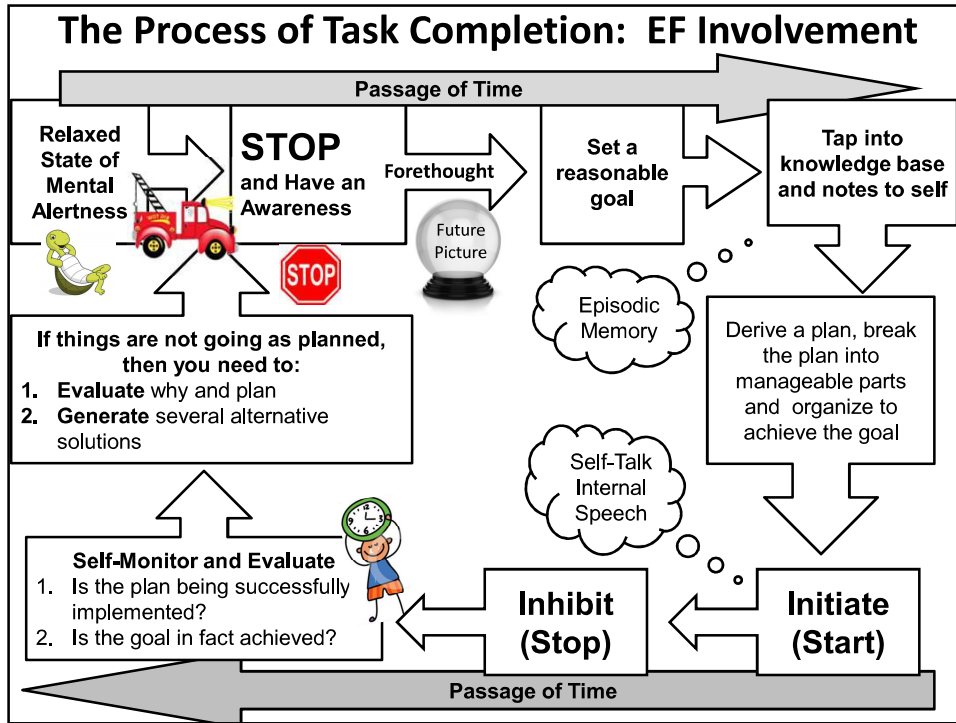 The Process of Task Completion: EF Involvement
Passage of Time
Relaxed
State of
Mental
Alertness
STOP
and Have an
Awareness
STOP
Forethought
Future
Picture
Set a
reasonable
goal
Tap into
knowledge base
and notes to self
Episodic
Memory
Derive a plan, break
the plan into
manageable parts
and organize to
achieve the goal
Self-Talk
Internal
Speech
Initiate
(Start)
Inhibit
(Stop)
Self-Monitor and Evaluate
1. Is the plan being successfully
implemented?
2. Is the goal in fact achieved?
If things are not going as planned,
then you need to:
1. Evaluate why and plan
2. Generate several alternative
solutions
Passage of Time